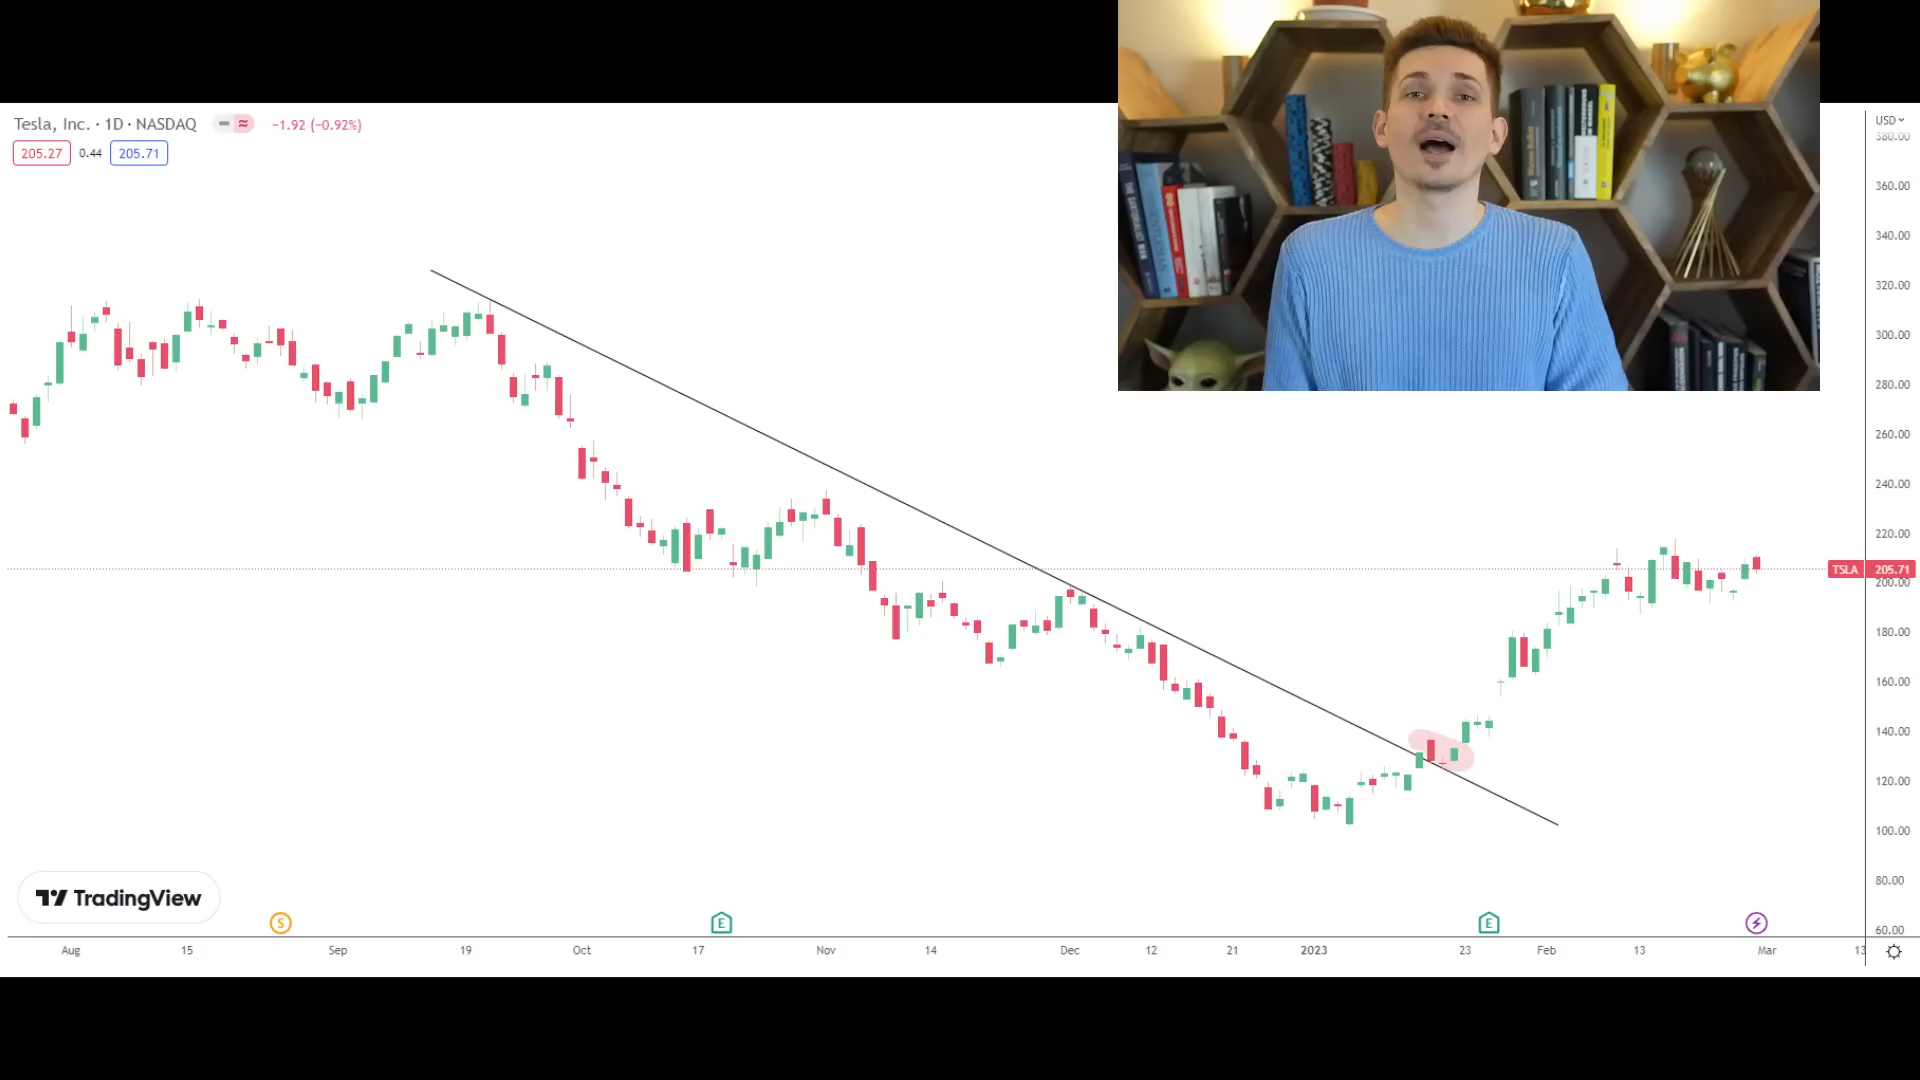 Tesla, Inc. · 1D · NASDAQ
−1.92 (−0.92%)
205.27
0.44
205.71
USD
380.00
360.00
340.00
320.00
300.00
280.00
260.00
240.00
220.00
TSLA
205.71
200.00
180.00
160.00
140.00
120.00
100.00
80.00
60.00
TradingView
S
E
E
Aug
15
Sep
19
Oct
17
Nov
14
Dec
12
21
2023
23
Feb
13
Mar
13